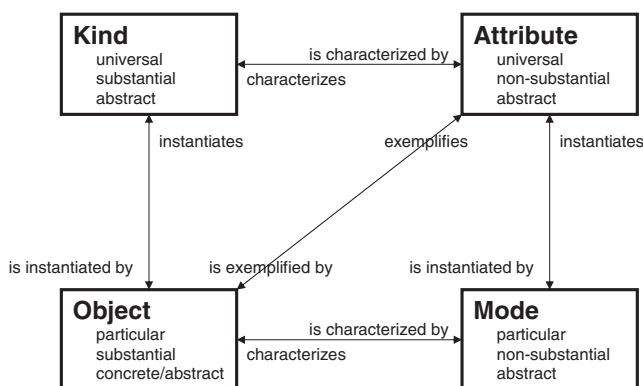 Kind
universal
substantial
abstract
is characterized by
characterizes
Attribute
universal
non-substantial
abstract
instantiates
exemplifies
instantiates
is instantiated by
is exemplified by
is instantiated by
Object
particular
substantial
concrete/abstract
is characterized by
characterizes
Mode
particular
non-substantial
abstract